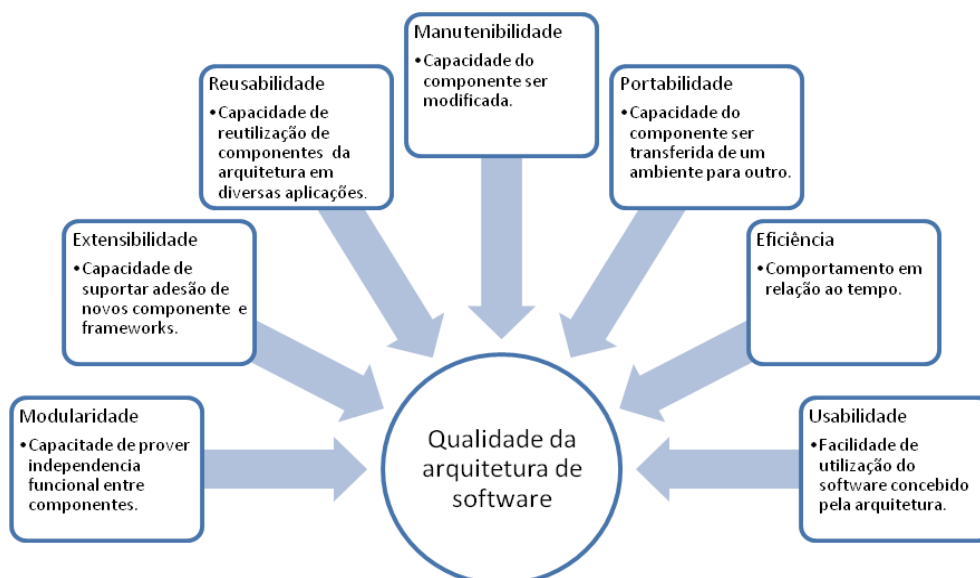 Manutenibilidade
•Capacidade do
componente ser
modificada.
Reusabilidade
•Capacidade de
reutilização de
componentes da
arquitetura em
diversas aplicações.
Portabilidade
•Capacidade do
componente ser
transferida de um
ambiente para outro.
Extensibilidade
•Capacidade de
suportar adesão de
novos componente e
frameworks.
Eficiência
•Comportamento em
relação ao tempo.
Modularidade
•Capacitade de prover
independencia
funcional entre
componentes.
Qualidade da
arquitetura de
software
Usabilidade
•Facilidade de
utilização do
software concebido
pela arquitetura.